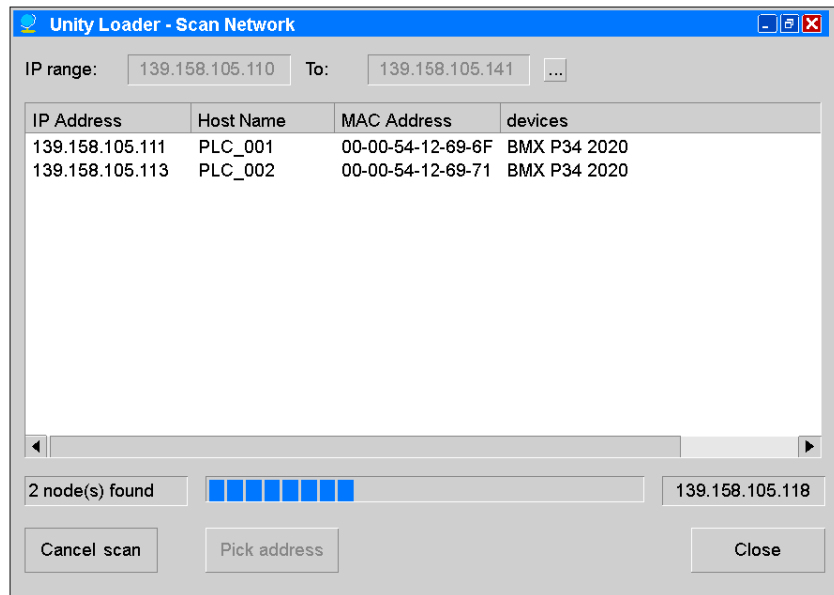 Unity Loader - Scan Network
IP range: 139.158.105.110 To: 139.158.105.141 ...
IP Address Host Name MAC Address devices
139.158.105.111 PLC_001 00-00-54-12-69-6F BMX P34 2020
139.158.105.113 PLC_002 00-00-54-12-69-71 BMX P34 2020
2 node(s) found 139.158.105.118
Cancel scan Pick address Close